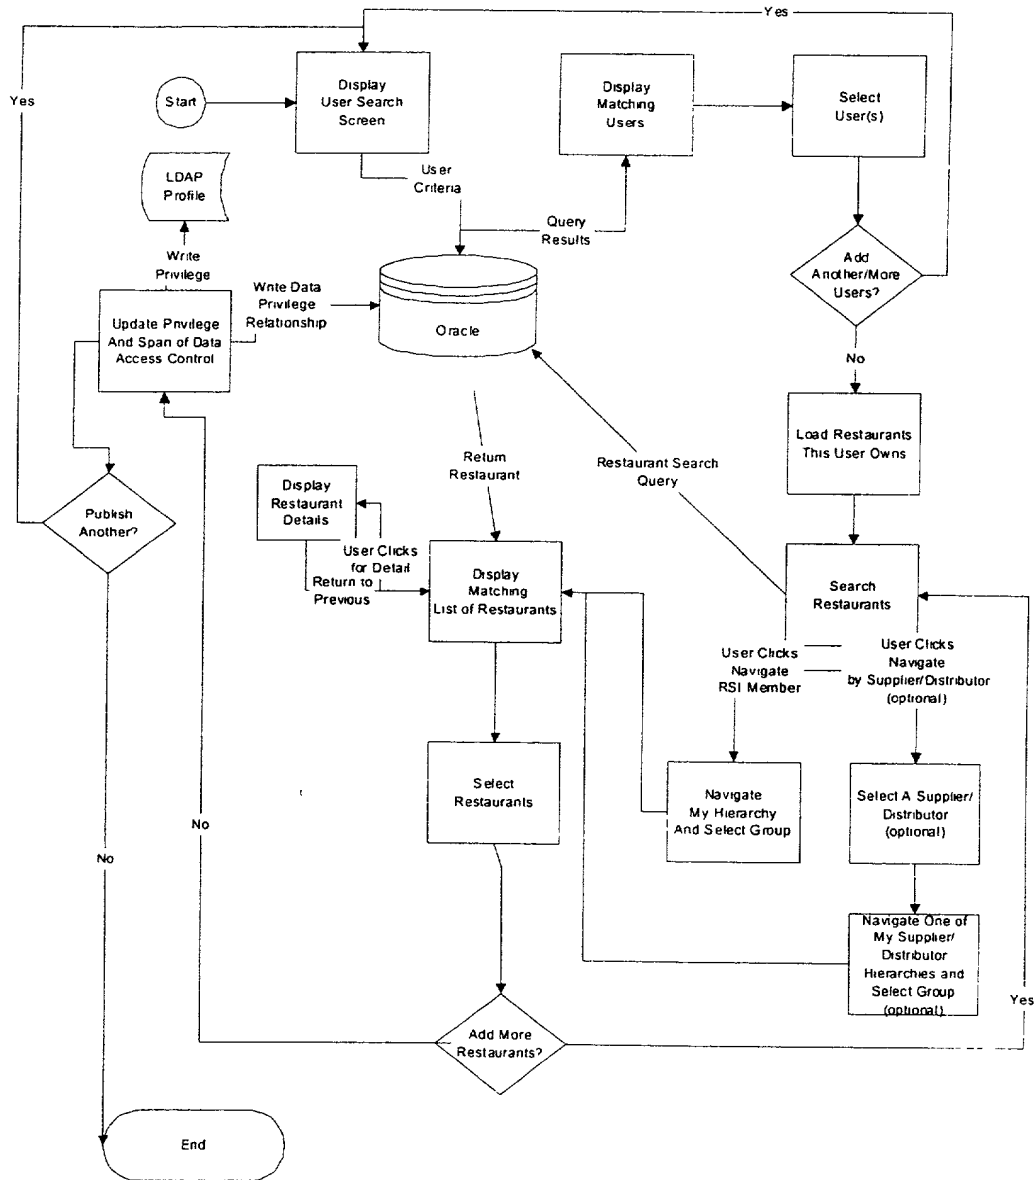 Yes
Yes
Start
Display
User Search
Screen
Display
Matching
Users
Select
User(s)
LDAP
Profile
User
Criteria
Query
Results
Write
Privilege
Add
Another/More
Users?
Write Data
Privilege
Relationship
Update Privilege
And Span of Data
Access Control
Oracle
No
Load Restaurants
This User Owns
Return
Restaurant
Restaurant Search
Query
Display
Restaurant
Details
Publish
Another?
User Clicks
for Detail
Return to
Previous
Display
Matching
List of Restaurants
Search
Restaurants
User Clicks
Navigate
RSI Member
User Clicks
Navigate
by Supplier/Distributor
(optional)
Select
Restaurants
Navigate
My Hierarchy
And Select Group
Select A Supplier/
Distributor
(optional)
No
No
Navigate One of
My Supplier/
Distributor
Hierarchies and
Select Group
(optional)
Yes
Add More
Restaurants?
End